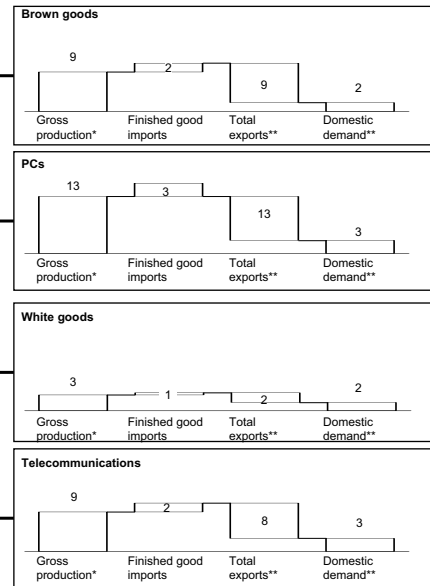 Brown goods
9
2
9
2
Gross Finished good Total Domestic
production* imports exports** demand**
PCs
13
3
13
3
Gross Finished good Total Domestic
production* imports exports** demand**
White goods
3
1
2
2
Gross Finished good Total Domestic
production* imports exports** demand**
Telecommunications
9
2
8
3
Gross Finished good Total Domestic
production* imports exports** demand**